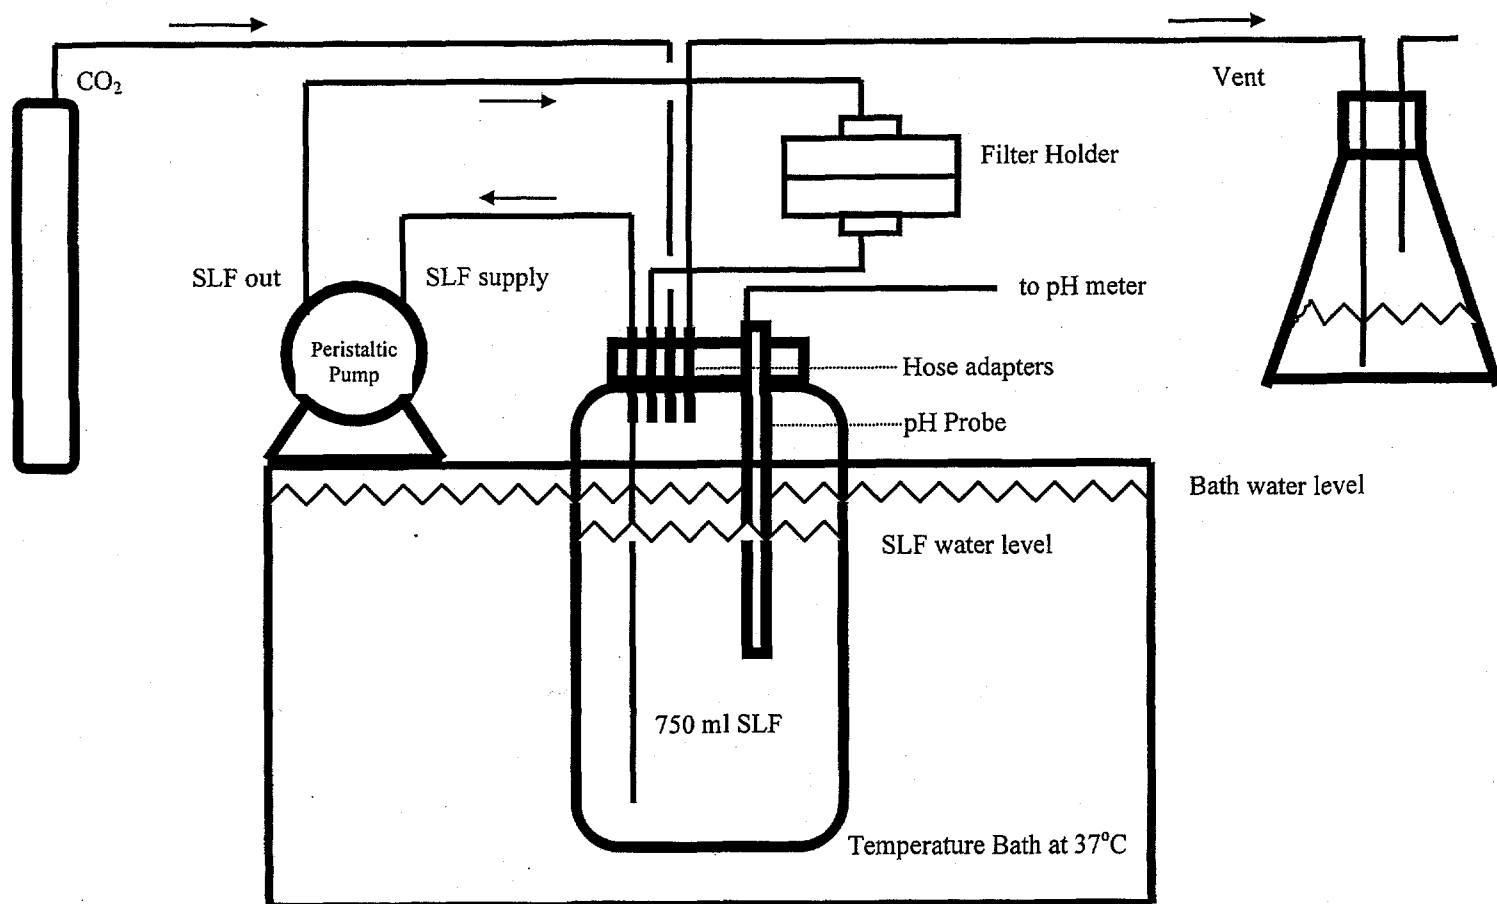 CO₂
Vent
Filter Holder
SLF out
SLF supply
to pH meter
Peristaltic
Pump
Hose adapters
pH Probe
Bath water level
SLF water level
750 ml SLF
Temperature Bath at 37°C